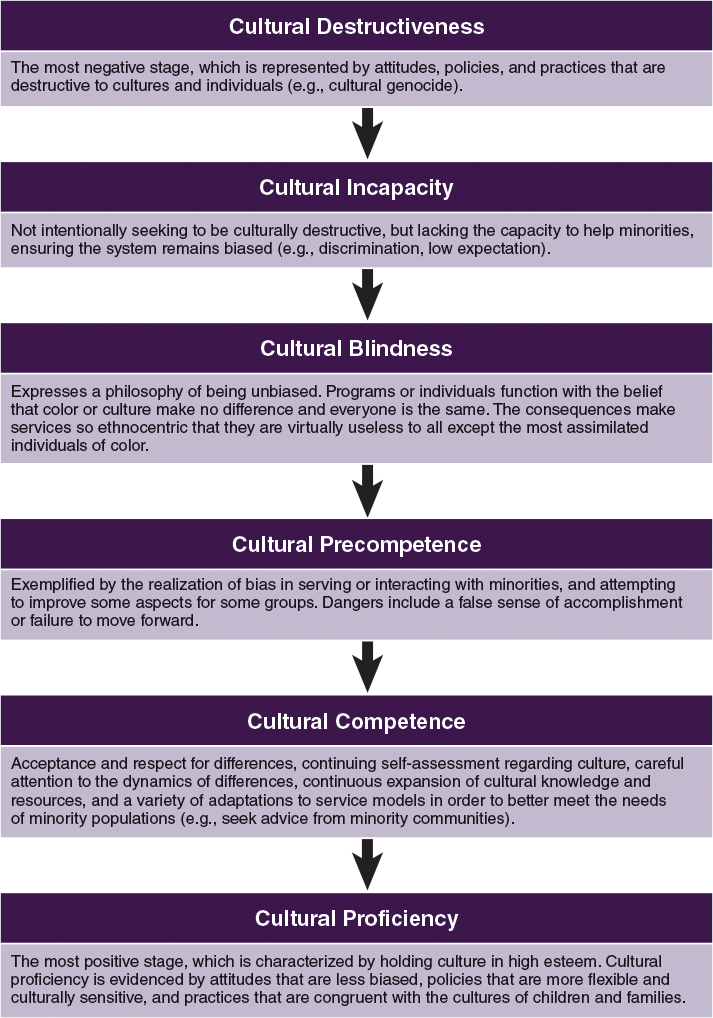 Cultural Destructiveness
The most negative stage, which is represented by attitudes, policies, and practices that are
destructive to cultures and individuals (e.g., cultural genocide).
Cultural Incapacity
Not intentionally seeking to be culturally destructive, but lacking the capacity to help minorities,
ensuring the system remains biased (e.g., discrimination, low expectation).
Cultural Blindness
Expresses a philosophy of being unbiased. Programs or individuals function with the belief
that color or culture make no difference and everyone is the same. The consequences make
services so ethnocentric that they are virtually useless to all except the most assimilated
individuals of color.
Cultural Precompetence
Exemplified by the realization of bias in serving or interacting with minorities, and attempting
to improve some aspects for some groups. Dangers include a false sense of accomplishment
or failure to move forward.
Cultural Competence
Acceptance and respect for differences, continuing self-assessment regarding culture, careful
attention to the dynamics of differences, continuous expansion of cultural knowledge and
resources, and a variety of adaptations to service models in order to better meet the needs
of minority populations (e.g., seek advice from minority communities).
Cultural Proficiency
The most positive stage, which is characterized by holding culture in high esteem. Cultural
proficiency is evidenced by attitudes that are less biased, policies that are more flexible and
culturally sensitive, and practices that are congruent with the cultures of children and families.